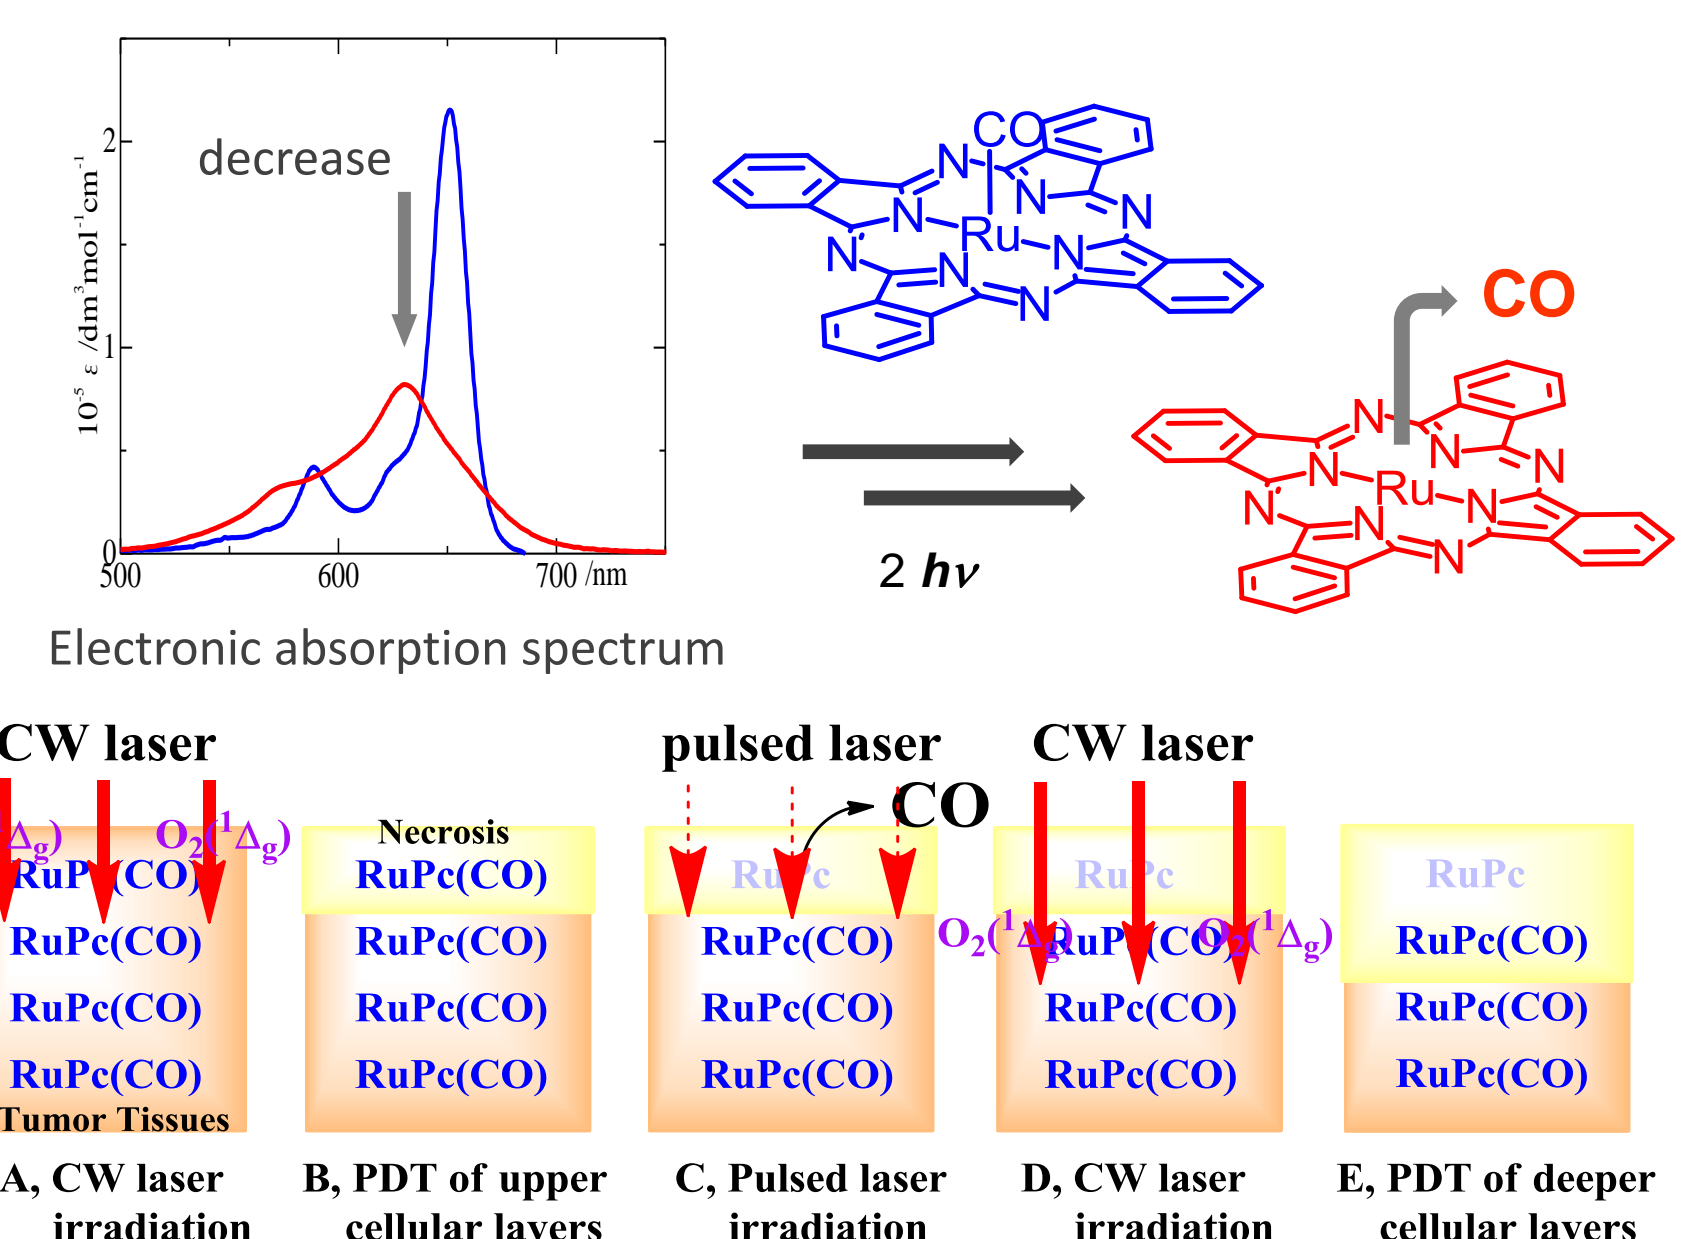 2
1
0
10⁻⁵ ε /dm³mol⁻¹cm⁻¹
decrease
500 600 700 /nm
Electronic absorption spectrum
CO
N
N
N
N
Ru
N
N
N
N
2 hν
CO
N
N
N
N
Ru
N
N
N
N
CW laser
Δg)
O₂(¹Δg)
RuP (CO)
RuPc(CO)
RuPc(CO)
RuPc(CO)
Tumor Tissues
A, CW laser
irradiation
Necrosis
RuPc(CO)
RuPc(CO)
RuPc(CO)
RuPc(CO)
B, PDT of upper
cellular layers
pulsed laser
CO
RuPc
RuPc(CO)
RuPc(CO)
RuPc(CO)
C, Pulsed laser
irradiation
CW laser
RuPc
O₂(¹Δg)
RuP (CO)
O₂(¹Δg)
RuPc(CO)
RuPc(CO)
D, CW laser
irradiation
RuPc
RuPc(CO)
RuPc(CO)
RuPc(CO)
E, PDT of deeper
cellular layers